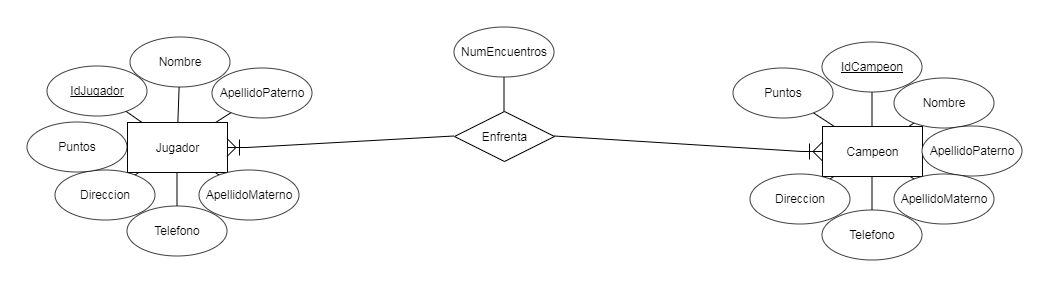 Nombre
IdJugador
ApellidoPaterno
Puntos
Jugador
Direccion
ApellidoMaterno
Telefono
NumEncuentros
Enfrenta
IdCampeon
Puntos
Nombre
Campeon
ApellidoPaterno
Direccion
ApellidoMaterno
Telefono